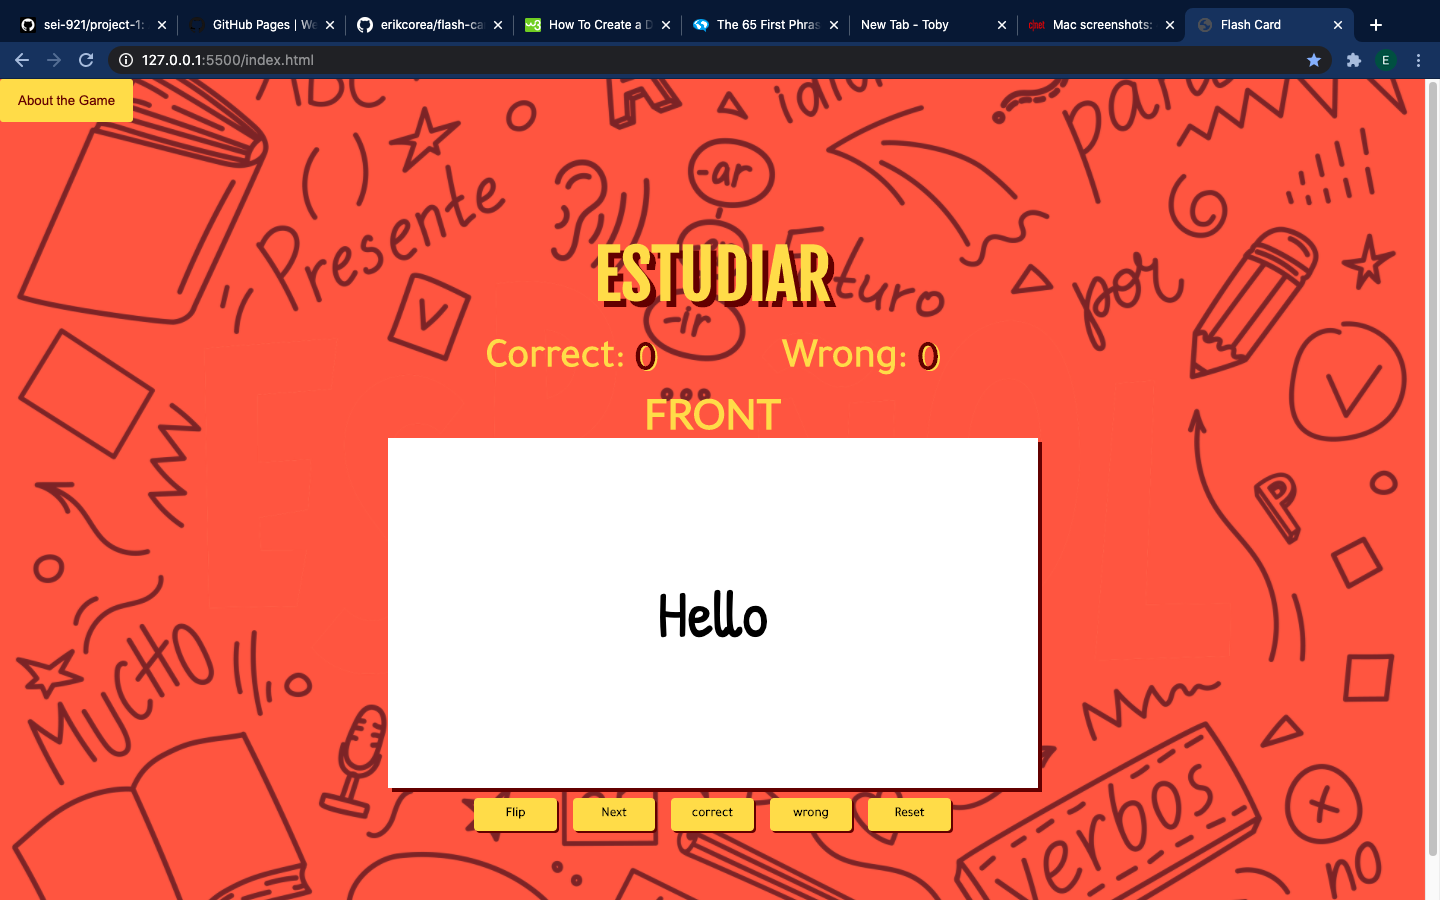 sei-921/project-1:
GitHub Pages | We
erikcorea/flash-ca
How To Create a D
The 65 First Phras
New Tab - Toby
Mac screenshots:
Flash Card
127.0.0.1:5500/index.html
E
About the Game
ABC
A
idio
para
Presente
-ar
Futuro
-ir
por
ESTUDIAR
Correct: 0
Wrong: 0
FRONT
Hello
P
MUCHO
verbos
no
Flip
Next
correct
wrong
Reset